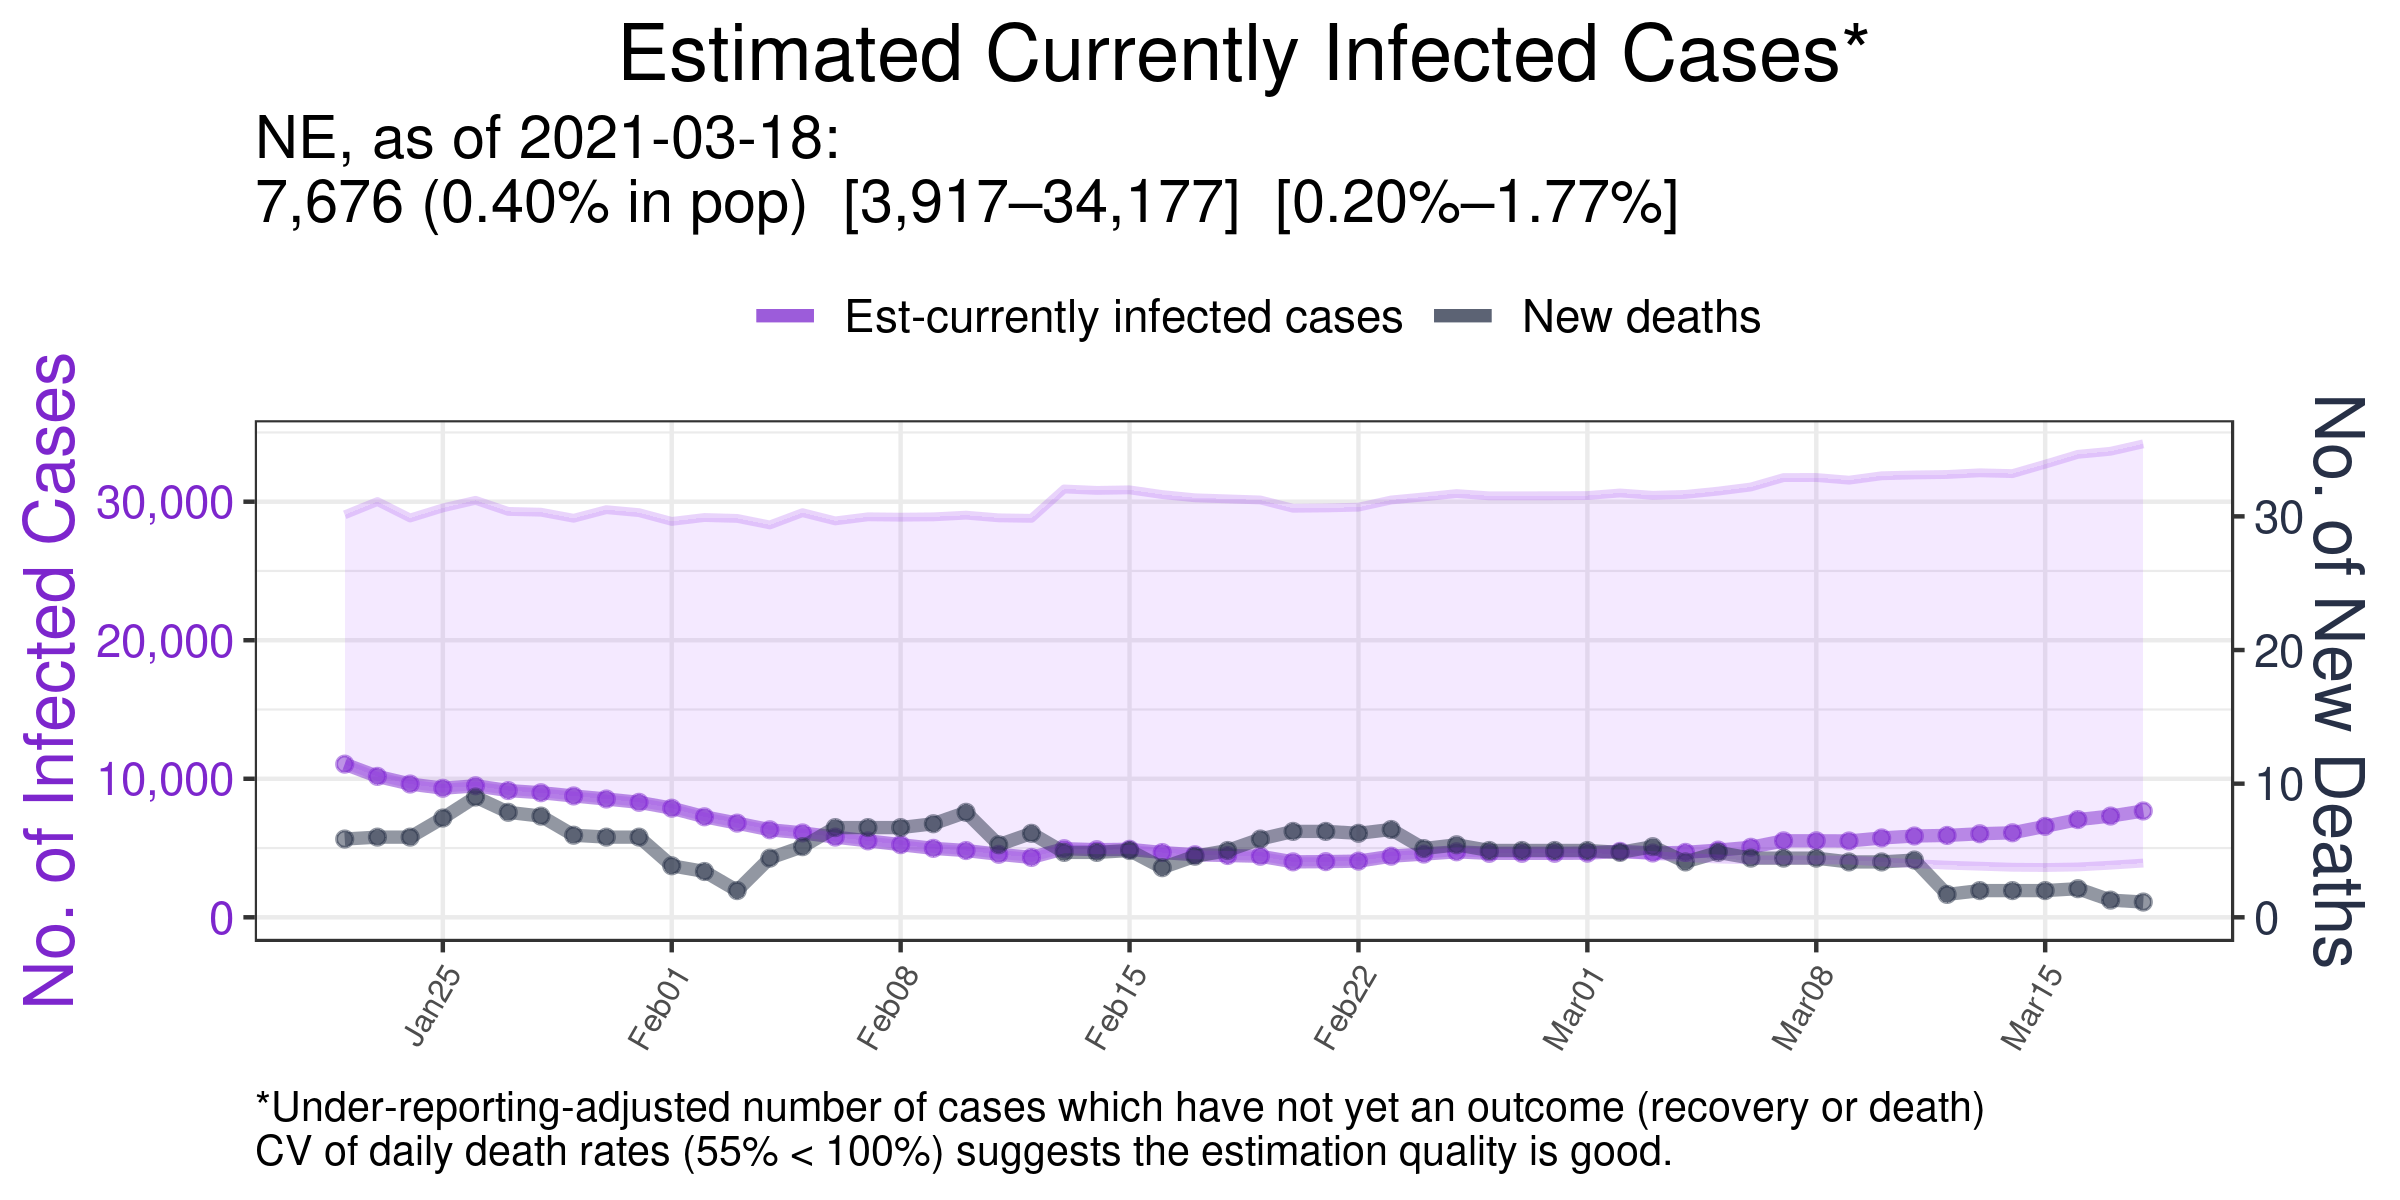 Estimated Currently Infected Cases*
NE, as of 2021-03-18:
7,676 (0.40% in pop)  [3,917–34,177]  [0.20%–1.77%]
Est-currently infected cases
New deaths
No. of Infected Cases
30,000
20,000
10,000
0
30
20
10
0
No. of New Deaths
Jan25
Feb01
Feb08
Feb15
Feb22
Mar01
Mar08
Mar15
*Under-reporting-adjusted number of cases which have not yet an outcome (recovery or death)
CV of daily death rates (55% < 100%) suggests the estimation quality is good.